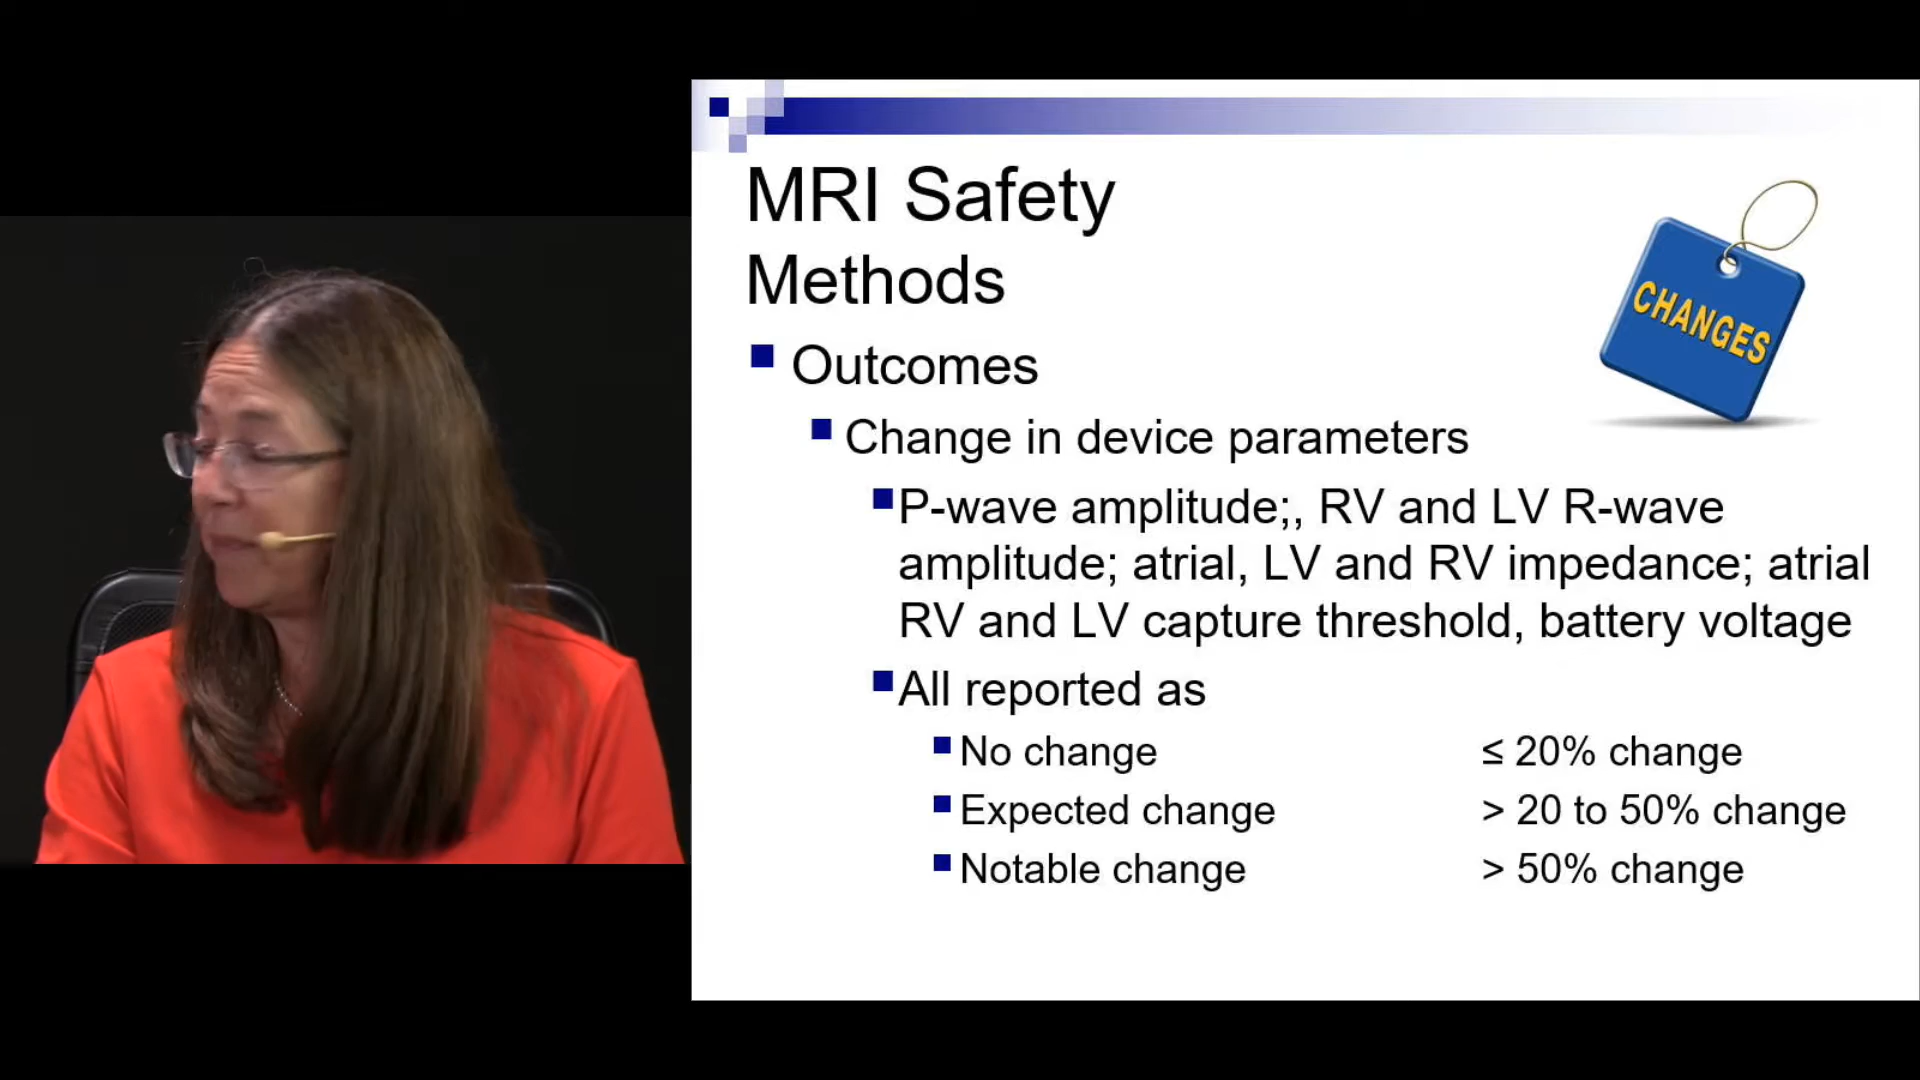 MRI Safety
Methods
CHANGES
Outcomes
Change in device parameters
P-wave amplitude;, RV and LV R-wave
amplitude; atrial, LV and RV impedance; atrial
RV and LV capture threshold, battery voltage
All reported as
No change ≤ 20% change
Expected change > 20 to 50% change
Notable change > 50% change